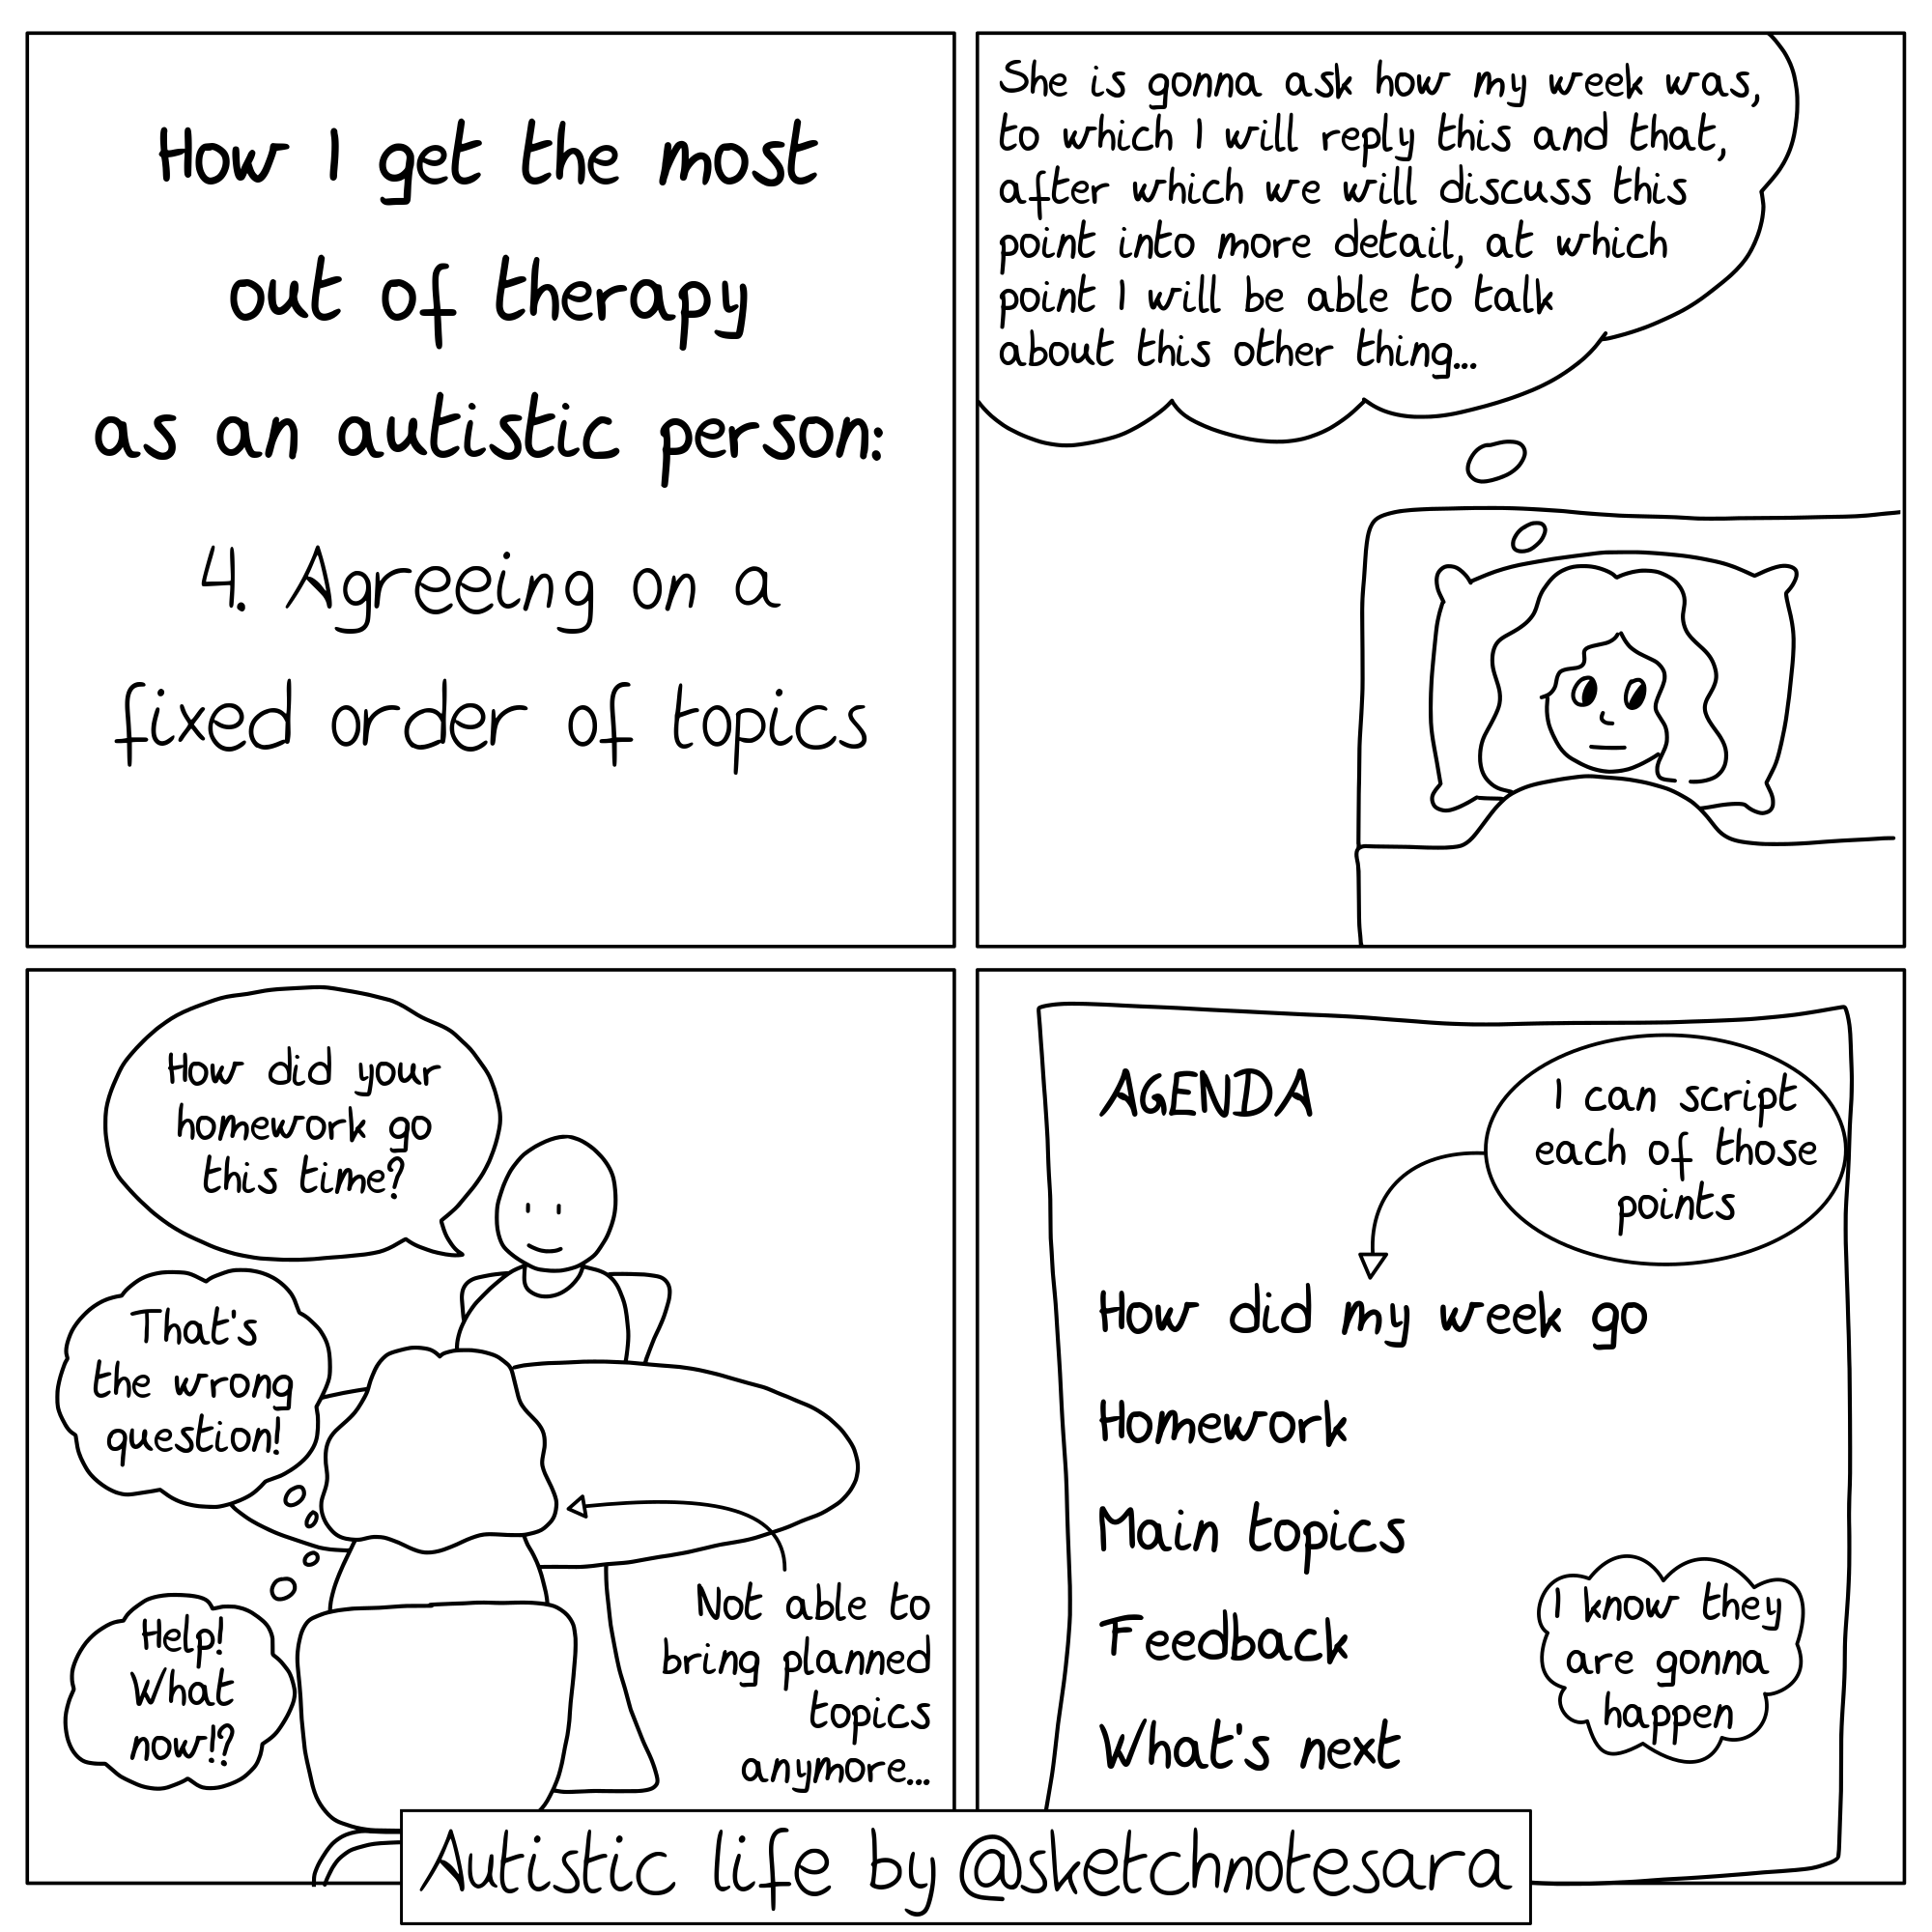 How I get the most
out of therapy
as an autistic person:
4. Agreeing on a
fixed order of topics
She is gonna ask how my week was,
to which I will reply this and that,
after which we will discuss this
point into more detail, at which
point I will be able to talk
about this other thing...
How did your
homework go
this time?
That's
the wrong
question!
Help!
What
now!?
Not able to
bring planned
topics
anymore...
AGENDA
I can script
each of those
points
How did my week go
Homework
Main topics
Feedback
What's next
I know they
are gonna
happen
Autistic life by @sketchnotesara